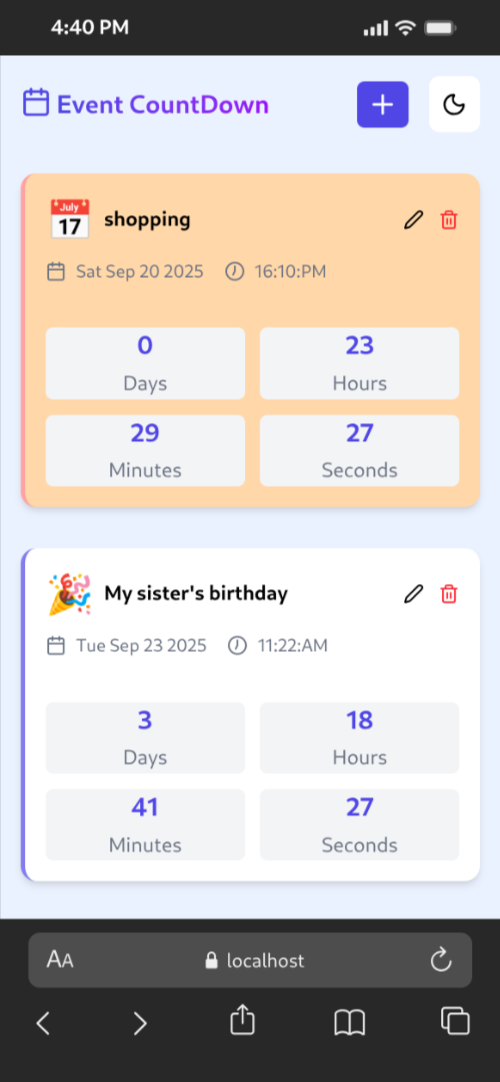 4:40 PM
Event CountDown
July
17
shopping
Sat Sep 20 2025 16:10:PM
0 23
Days Hours
29 27
Minutes Seconds
My sister's birthday
Tue Sep 23 2025 11:22:AM
3 18
Days Hours
41 27
Minutes Seconds
AA localhost